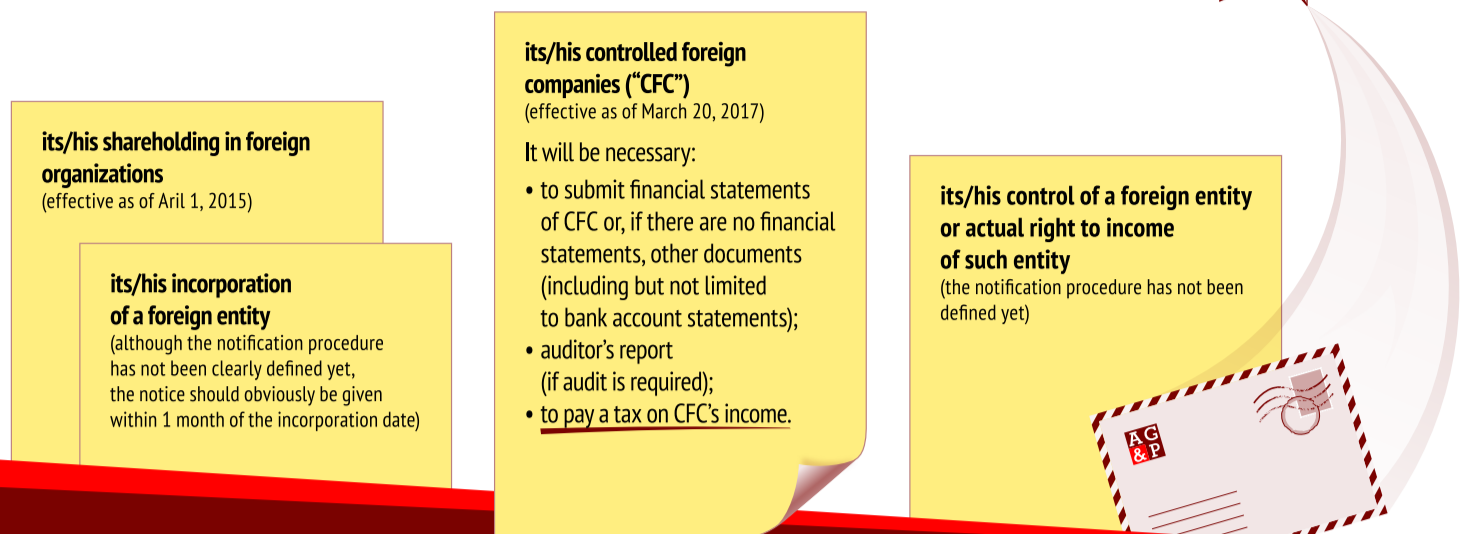 its/his shareholding in foreign
organizations
(effective as of Aril 1, 2015)
its/his incorporation
of a foreign entity
(although the notification procedure
has not been clearly defined yet,
the notice should obviously be given
within 1 month of the incorporation date)
its/his controlled foreign
companies (“CFC”)
(effective as of March 20, 2017)
It will be necessary:
• to submit financial statements
of CFC or, if there are no financial
statements, other documents
(including but not limited
to bank account statements);
• auditor’s report
(if audit is required);
• to pay a tax on CFC’s income.
its/his control of a foreign entity
or actual right to income
of such entity
(the notification procedure has not been
defined yet)
AG
&P